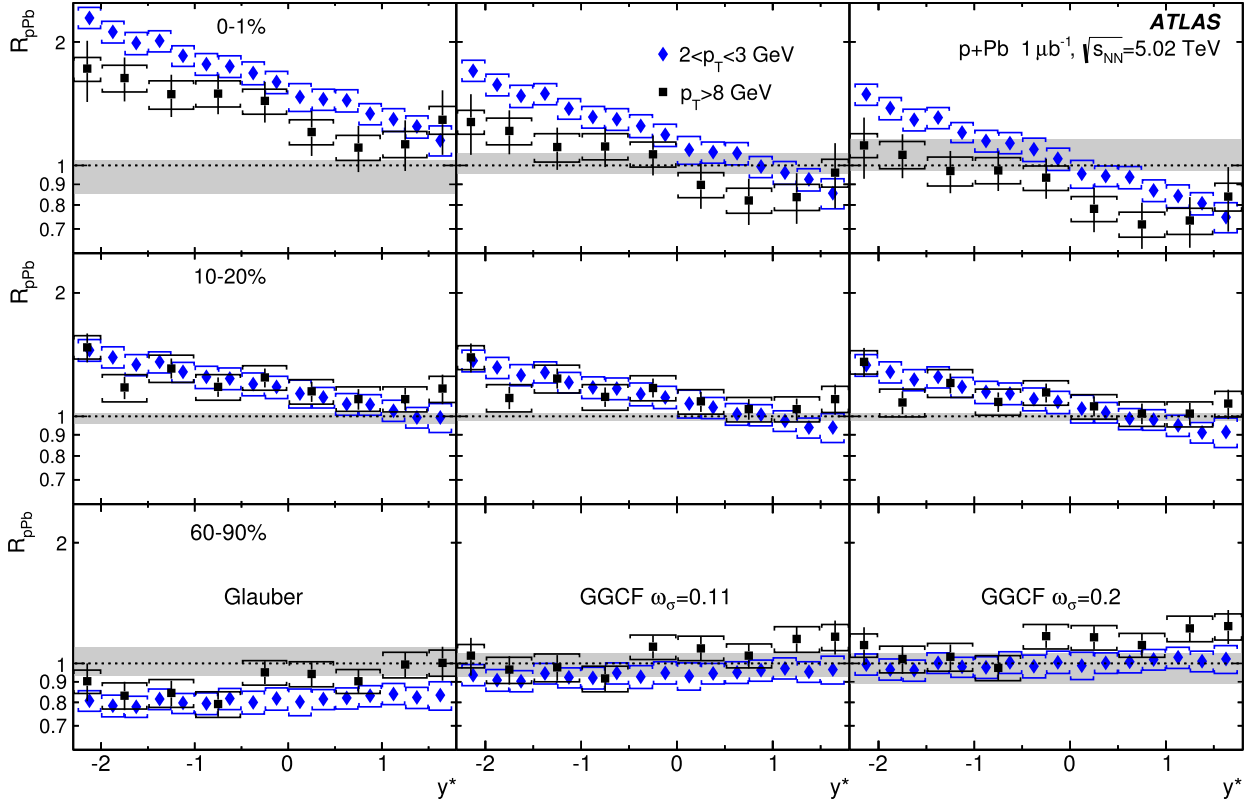 R_pPb
2
1
0.9
0.8
0.7
0-1%
2<p_T<3 GeV
p_T>8 GeV
ATLAS
p+Pb 1 μb⁻¹, √s_NN=5.02 TeV
R_pPb
2
1
0.9
0.8
0.7
10-20%
R_pPb
2
1
0.9
0.8
0.7
60-90%
Glauber
GGCF ω_σ=0.11
GGCF ω_σ=0.2
-2 -1 0 1
-2 -1 0 1
-2 -1 0 1
y* y* y*